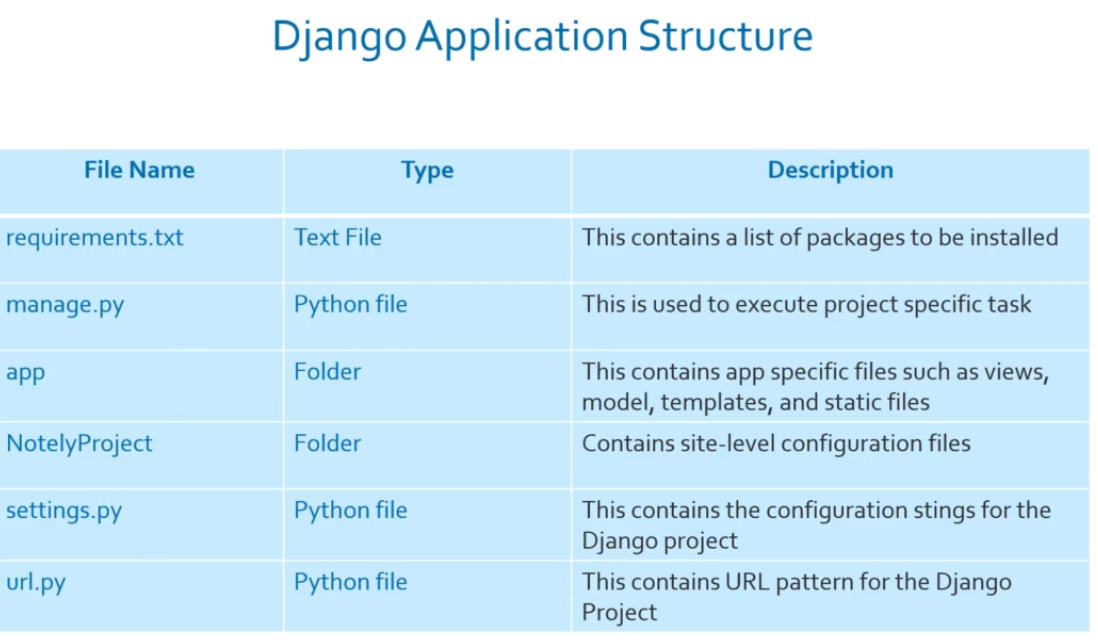 Django Application Structure
File Name Type Description
requirements.txt Text File This contains a list of packages to be installed
manage.py Python file This is used to execute project specific task
app Folder This contains app specific files such as views,
model, templates, and static files
NotelyProject Folder Contains site-level configuration files
settings.py Python file This contains the configuration stings for the
Django project
url.py Python file This contains URL pattern for the Django
Project